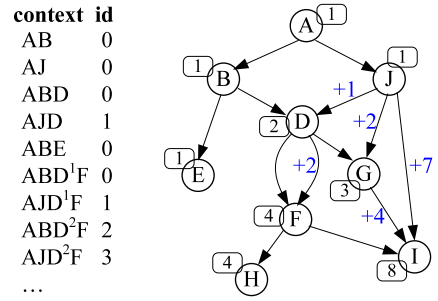 context id
AB 0
AJ 0
ABD 0
AJD 1
ABE 0
ABD¹F 0
AJD¹F 1
ABD²F 2
AJD²F 3
…
A 1
1 B
J 1
+1
2 D
+2
+2
+7
1 E
G 3
4 F
+4
4 H
I 8